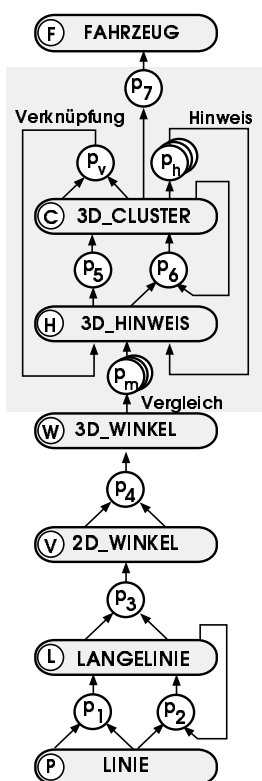 F FAHRZEUG
p7
Verknüpfung
Hinweis
pv
ph
C 3D_CLUSTER
p5
p6
H 3D_HINWEIS
pm
Vergleich
W 3D_WINKEL
p4
V 2D_WINKEL
p3
L LANGELINIE
p1
p2
P LINIE